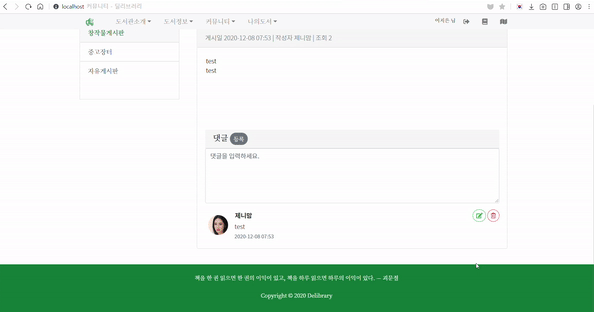 localhost 커뮤니티 - 딜리브러리
도서관소개 도서정보 커뮤니티 나의도서
창작물게시판
중고장터
자유게시판
게시일 2020-12-08 07:53 | 작성자 제니맘 | 조회 2
test
test
댓글 등록
댓글을 입력하세요.
제니맘
test
2020-12-08 07:53
책을 한 권 읽으면 한 권의 이익이 있고, 책을 하루 읽으면 하루의 이익이 있다. — 괴문절
Copyright © 2020 Delibrary